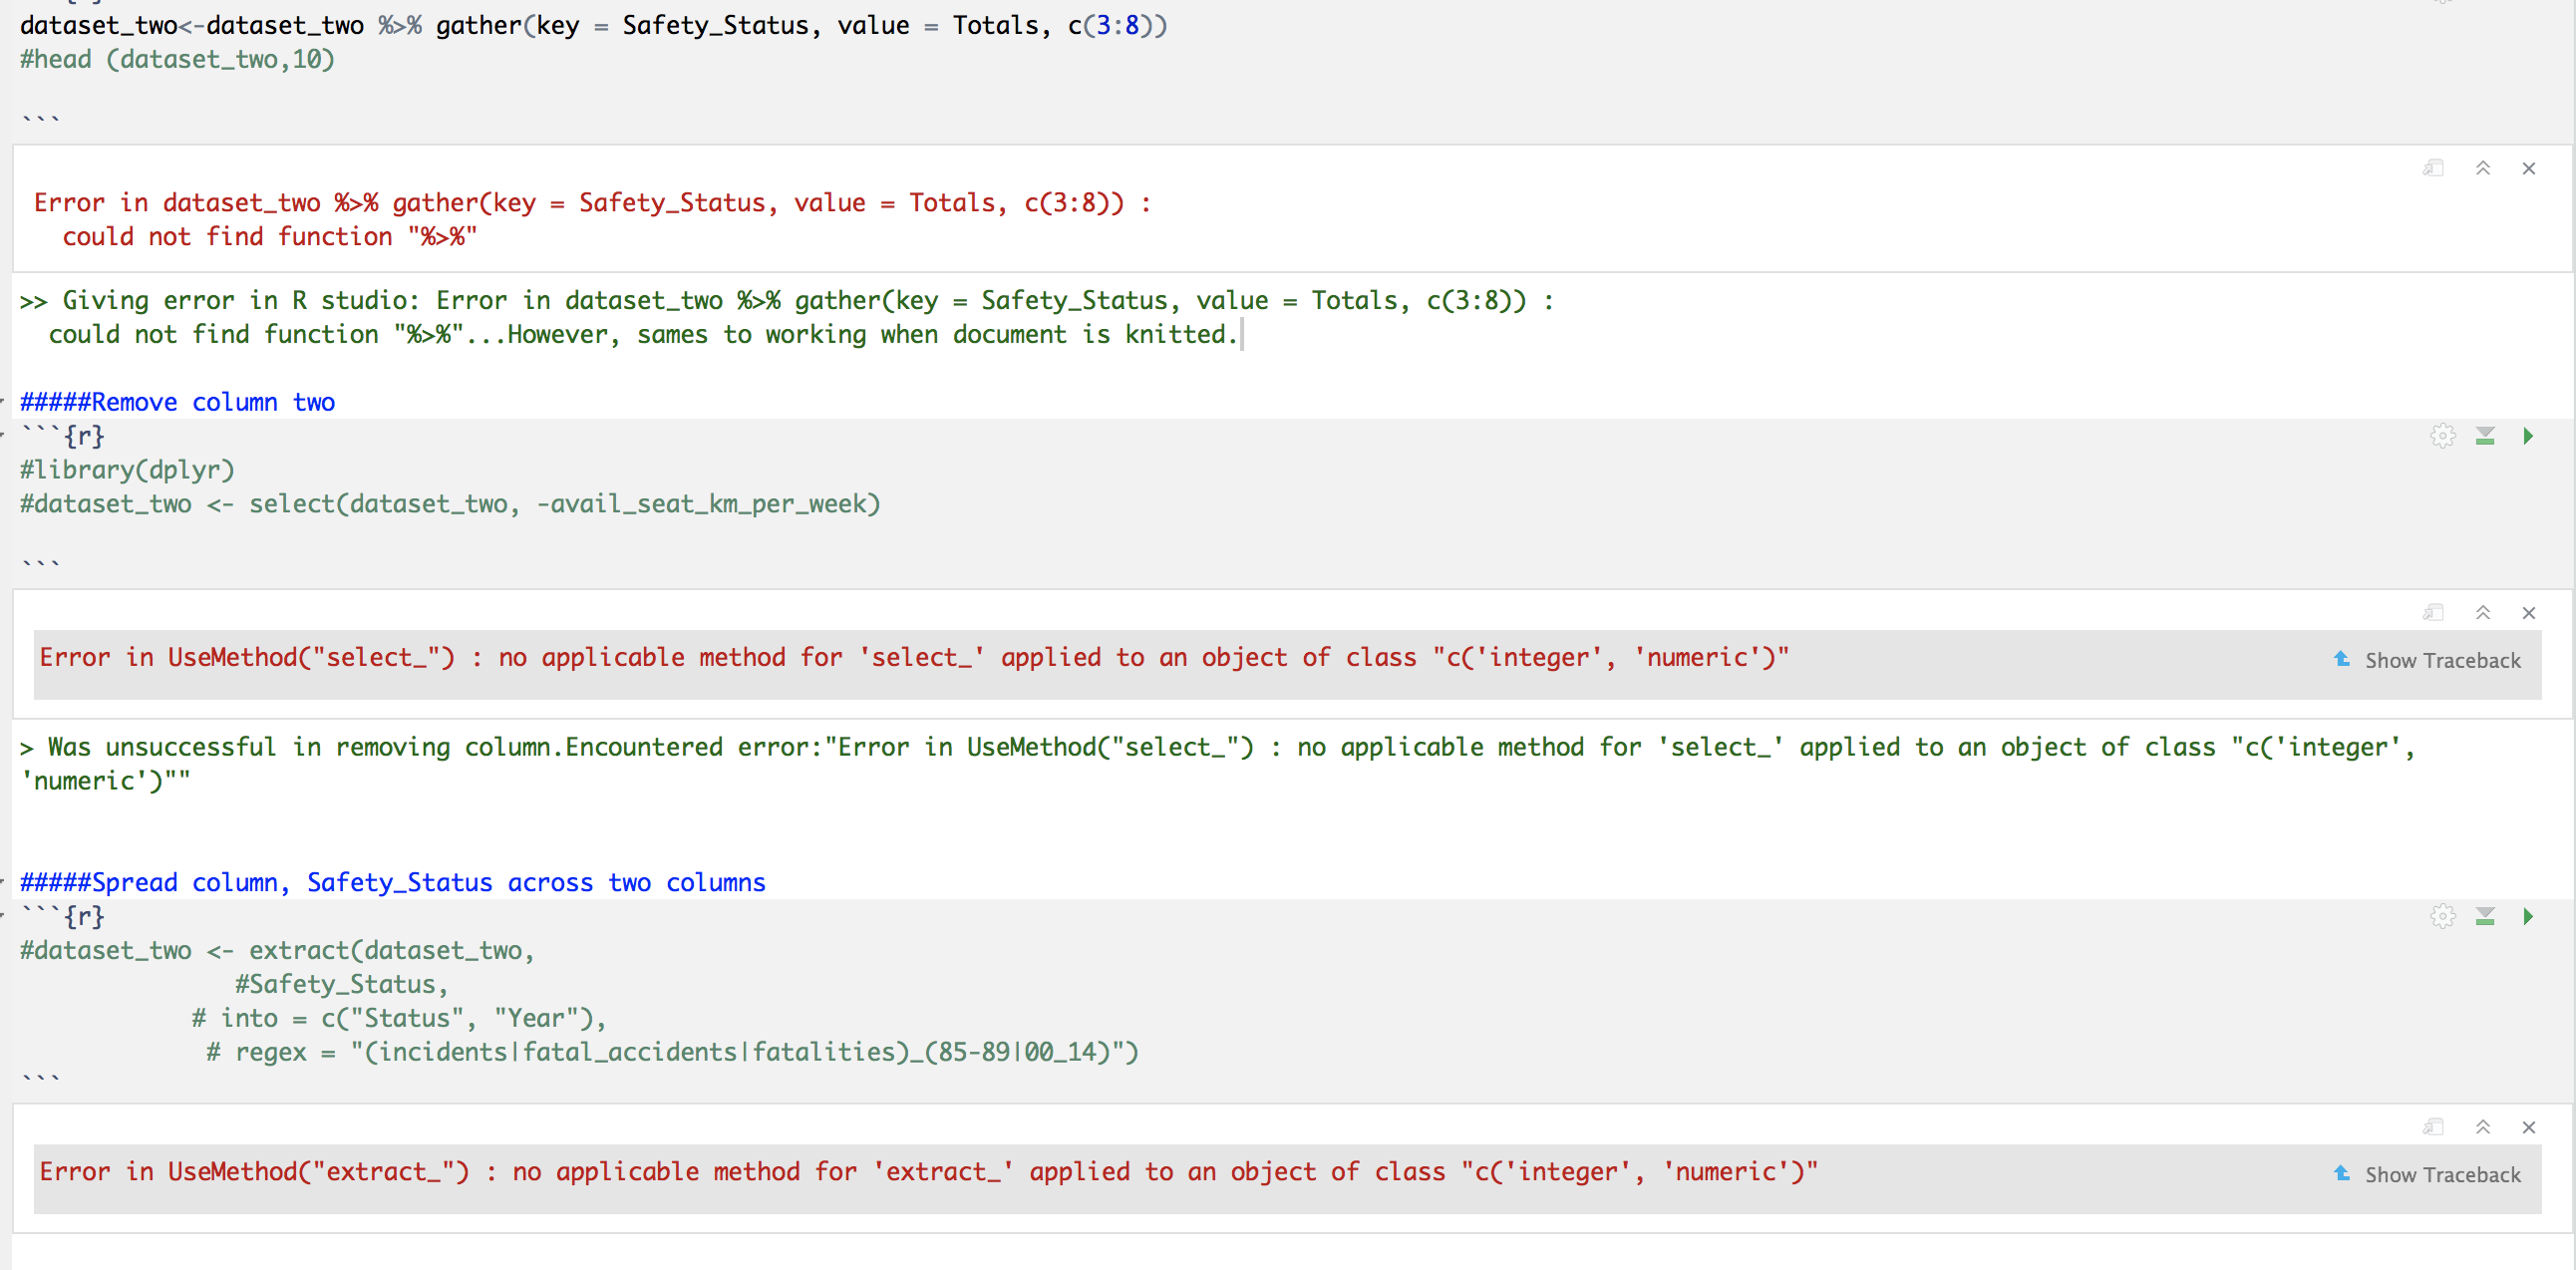 dataset_two<-dataset_two %>% gather(key = Safety_Status, value = Totals, c(3:8))
#head (dataset_two,10)
```
Error in dataset_two %>% gather(key = Safety_Status, value = Totals, c(3:8)) :
could not find function "%>%"
>> Giving error in R studio: Error in dataset_two %>% gather(key = Safety_Status, value = Totals, c(3:8)) :
could not find function "%>%"...However, sames to working when document is knitted.
#####Remove column two
```{r}
#library(dplyr)
#dataset_two <- select(dataset_two, -avail_seat_km_per_week)
```
Error in UseMethod("select_") : no applicable method for 'select_' applied to an object of class "c('integer', 'numeric')"
Show Traceback
> Was unsuccessful in removing column.Encountered error:"Error in UseMethod("select_") : no applicable method for 'select_' applied to an object of class "c('integer',
'numeric')""
#####Spread column, Safety_Status across two columns
```{r}
#dataset_two <- extract(dataset_two,
#Safety_Status,
# into = c("Status", "Year"),
# regex = "(incidents|fatal_accidents|fatalities)_(85-89|00_14)")
```
Error in UseMethod("extract_") : no applicable method for 'extract_' applied to an object of class "c('integer', 'numeric')"
Show Traceback